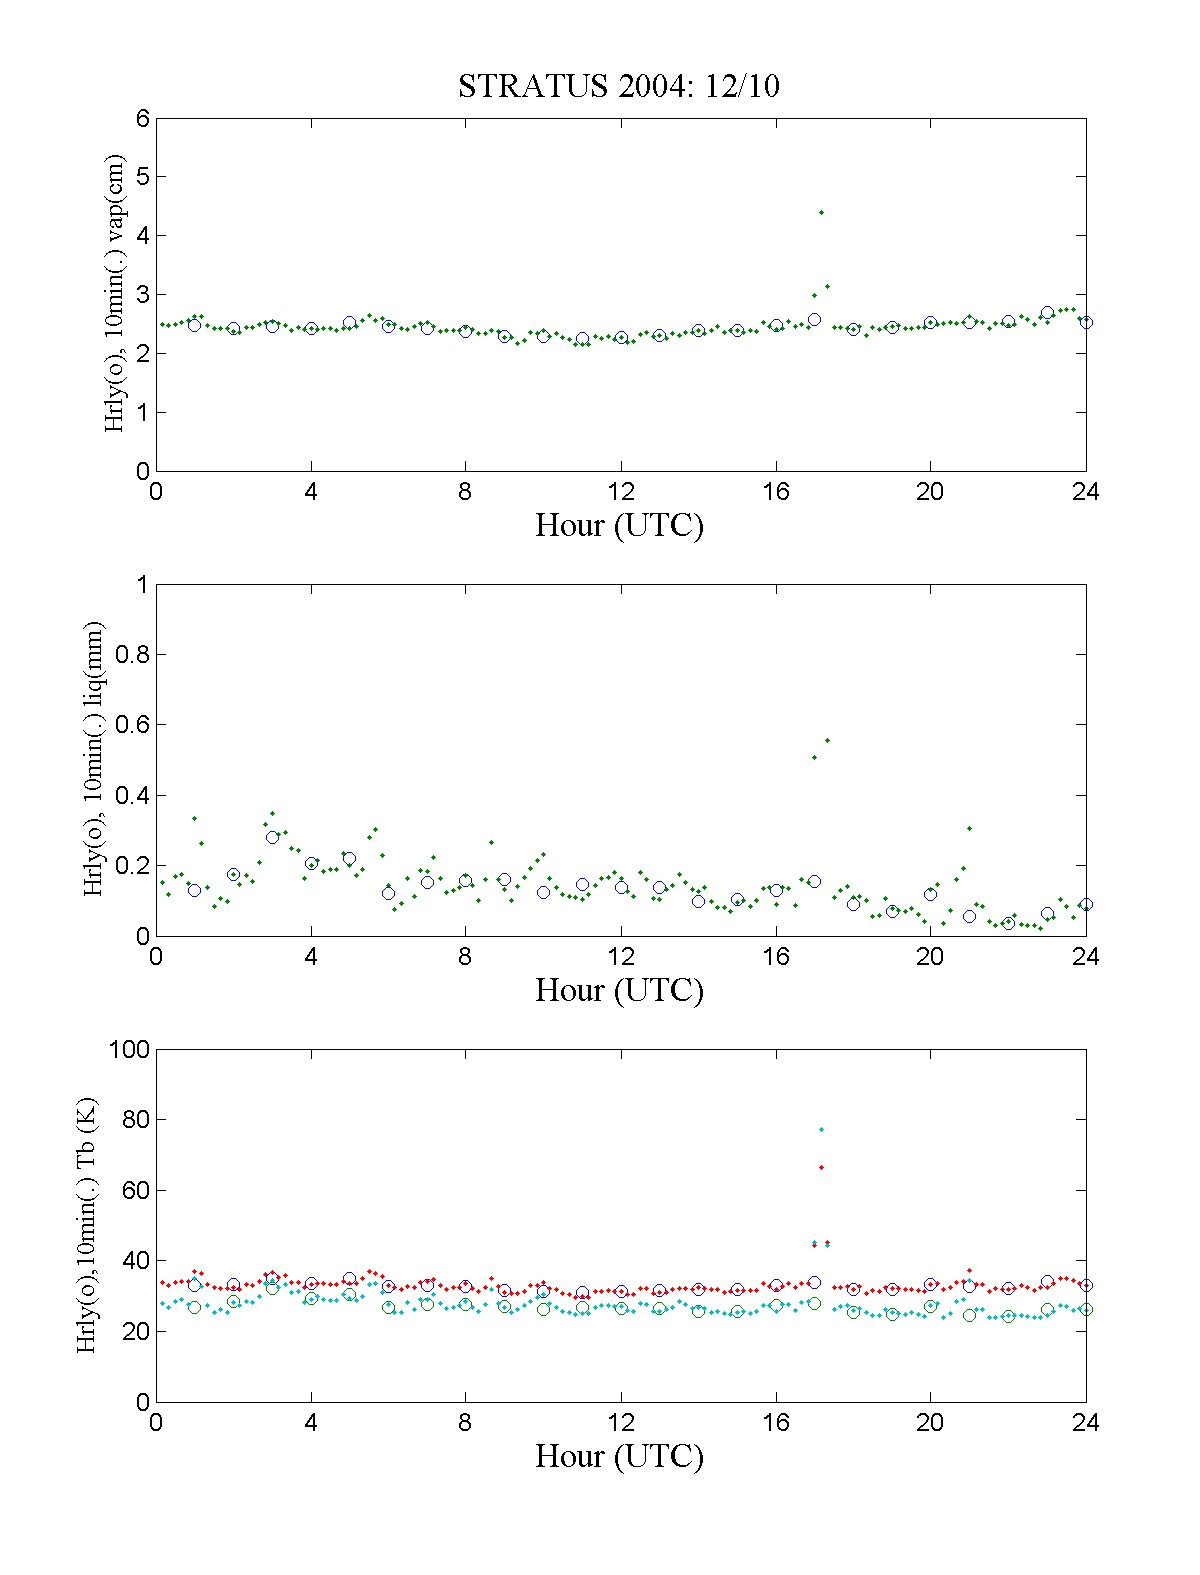 STRATUS 2004: 12/10
6
5
4
3
2
1
0
Hrly(o), 10min(.) vap(cm)
0 4 8 12 16 20 24
Hour (UTC)
1
0.8
0.6
0.4
0.2
0
Hrly(o), 10min(.) liq(mm)
0 4 8 12 16 20 24
Hour (UTC)
100
80
60
40
20
0
Hrly(o),10min(.) Tb (K)
0 4 8 12 16 20 24
Hour (UTC)